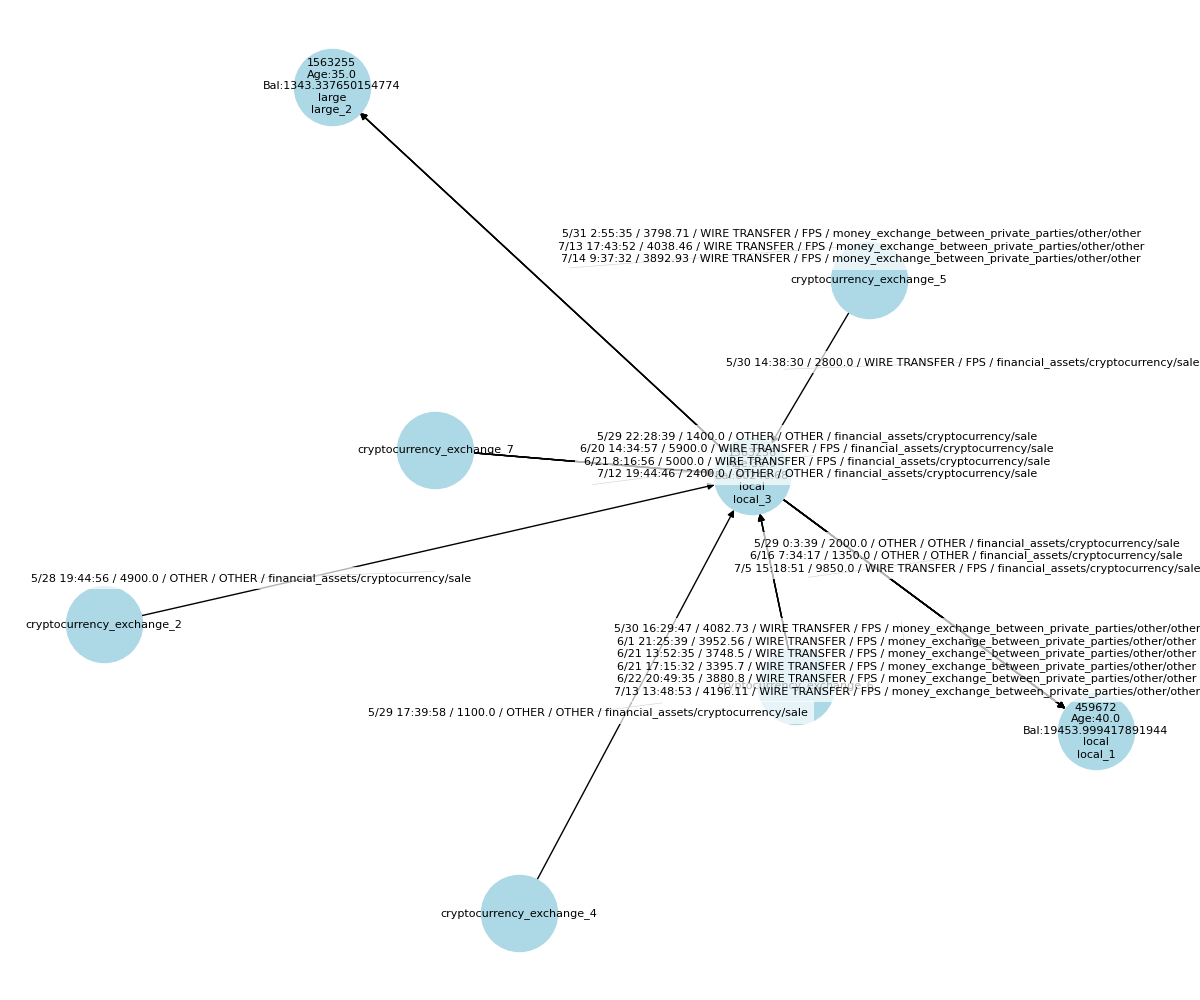 1563255
Age:35.0
Bal:1343.337650154774
large
large_2
5/31 2:55:35 / 3798.71 / WIRE TRANSFER / FPS / money_exchange_between_private_parties/other/other
7/13 17:43:52 / 4038.46 / WIRE TRANSFER / FPS / money_exchange_between_private_parties/other/other
7/14 9:37:32 / 3892.93 / WIRE TRANSFER / FPS / money_exchange_between_private_parties/other/other
cryptocurrency_exchange_5
5/30 14:38:30 / 2800.0 / WIRE TRANSFER / FPS / financial_assets/cryptocurrency/sale
cryptocurrency_exchange_7
5/29 22:28:39 / 1400.0 / OTHER / OTHER / financial_assets/cryptocurrency/sale
6/20 14:34:57 / 5900.0 / WIRE TRANSFER / FPS / financial_assets/cryptocurrency/sale
6/21 8:16:56 / 5000.0 / WIRE TRANSFER / FPS / financial_assets/cryptocurrency/sale
7/12 19:44:46 / 2400.0 / OTHER / OTHER / financial_assets/cryptocurrency/sale
local
local_3
5/29 0:3:39 / 2000.0 / OTHER / OTHER / financial_assets/cryptocurrency/sale
6/16 7:34:17 / 1350.0 / OTHER / OTHER / financial_assets/cryptocurrency/sale
7/5 15:18:51 / 9850.0 / WIRE TRANSFER / FPS / financial_assets/cryptocurrency/sale
5/28 19:44:56 / 4900.0 / OTHER / OTHER / financial_assets/cryptocurrency/sale
cryptocurrency_exchange_2
5/30 16:29:47 / 4082.73 / WIRE TRANSFER / FPS / money_exchange_between_private_parties/other/other
6/1 21:25:39 / 3952.56 / WIRE TRANSFER / FPS / money_exchange_between_private_parties/other/other
6/21 13:52:35 / 3748.5 / WIRE TRANSFER / FPS / money_exchange_between_private_parties/other/other
6/21 17:15:32 / 3395.7 / WIRE TRANSFER / FPS / money_exchange_between_private_parties/other/other
6/22 20:49:35 / 3880.8 / WIRE TRANSFER / FPS / money_exchange_between_private_parties/other/other
7/13 13:48:53 / 4196.11 / WIRE TRANSFER / FPS / money_exchange_between_private_parties/other/other
5/29 17:39:58 / 1100.0 / OTHER / OTHER / financial_assets/cryptocurrency/sale
459672
Age:40.0
Bal:19453.999417891944
local
local_1
cryptocurrency_exchange_4